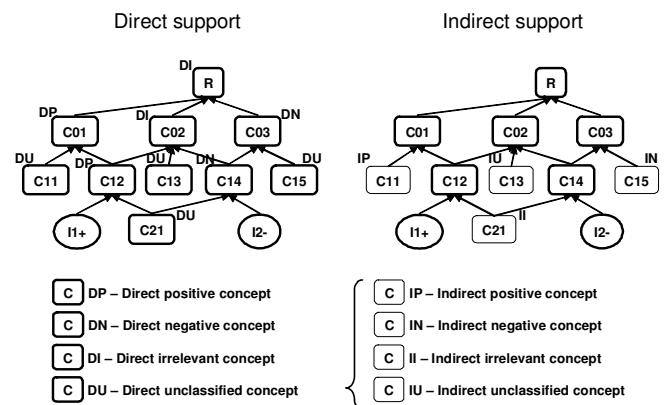 Direct support Indirect support
DI
R R
DP DI DN
C01 C02 C03 C01 C02 C03
DU DP DU DN DU IP IU IN
C11 C12 C13 C14 C15 C11 C12 C13 C14 C15
DU II
I1+ C21 I2- I1+ C21 I2-
C DP – Direct positive concept C IP – Indirect positive concept
C DN – Direct negative concept C IN – Indirect negative concept
C DI – Direct irrelevant concept C II – Indirect irrelevant concept
C DU – Direct unclassified concept C IU – Indirect unclassified concept